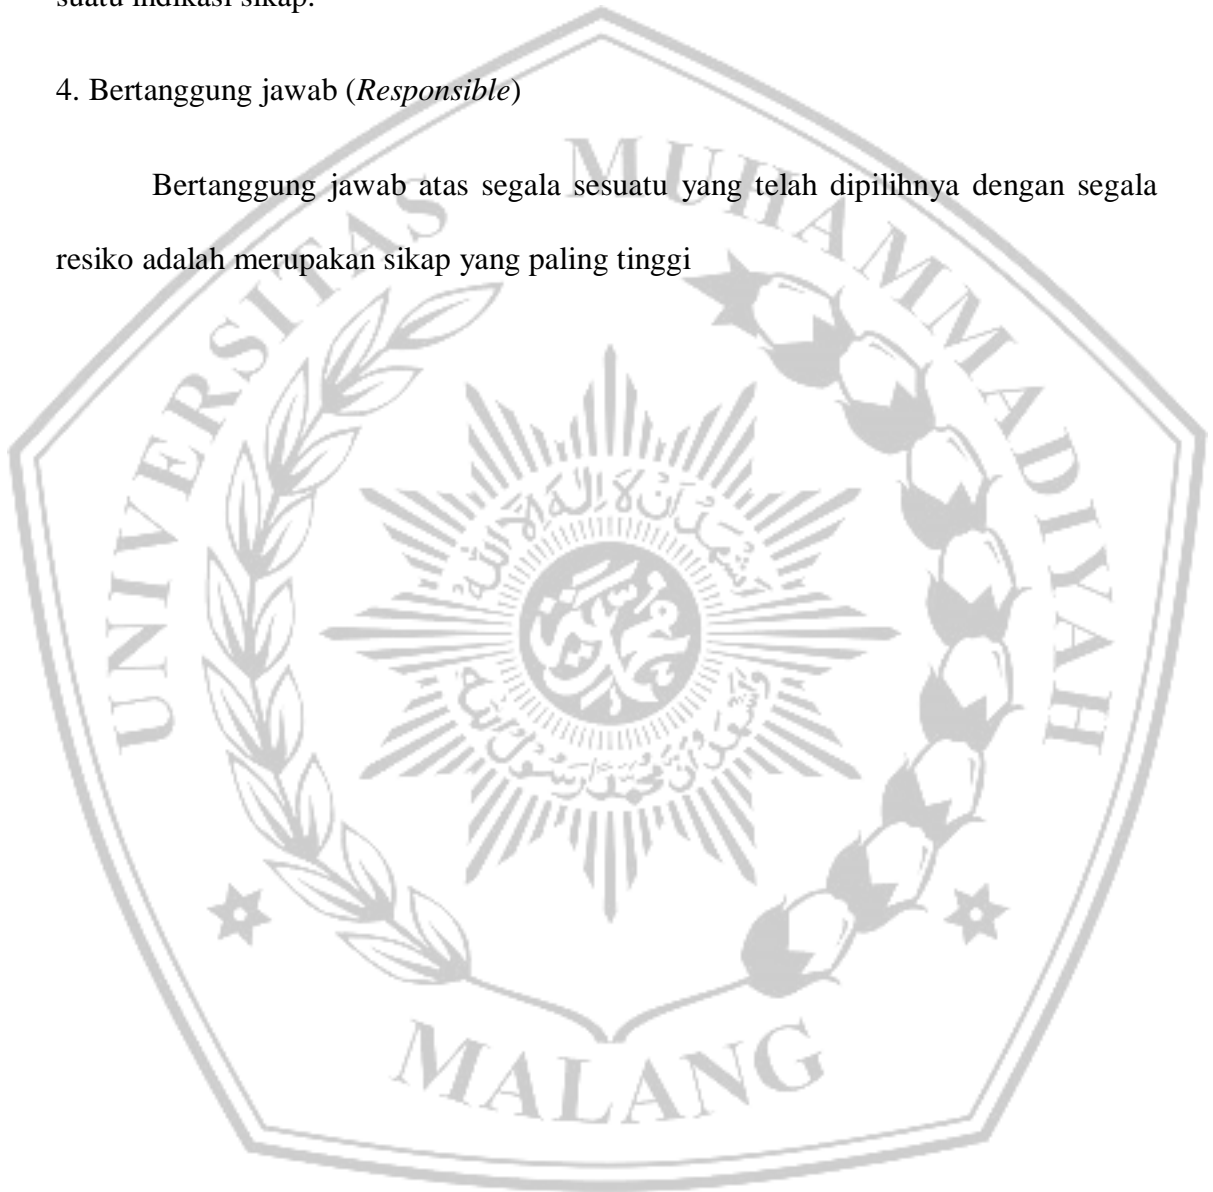 suatu indikasi sikap.
4. Bertanggung jawab (Responsible)
Bertanggung jawab atas segala sesuatu yang telah dipilihnya dengan segala
resiko adalah merupakan sikap yang paling tinggi
UNIVERSITAS MUHAMMADIYAH
MALANG